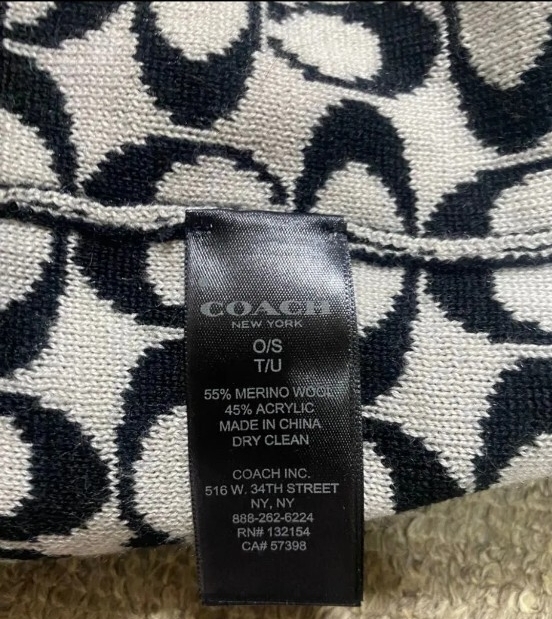 COACH
NEW YORK
O/S
T/U
55% MERINO WOOL
45% ACRYLIC
MADE IN CHINA
DRY CLEAN
COACH INC.
516 W. 34TH STREET
NY, NY
888-262-6224
RN# 132154
CA# 57398